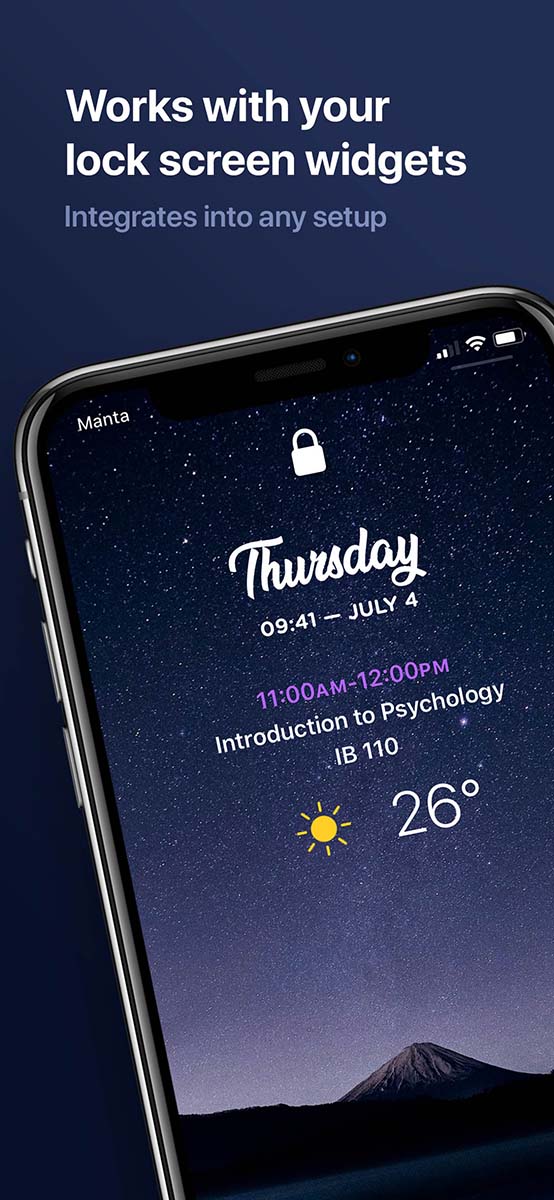 Works with your
lock screen widgets
Integrates into any setup
Manta
Thursday
09:41 — JULY 4
11:00AM-12:00PM
Introduction to Psychology
IB 110
26°